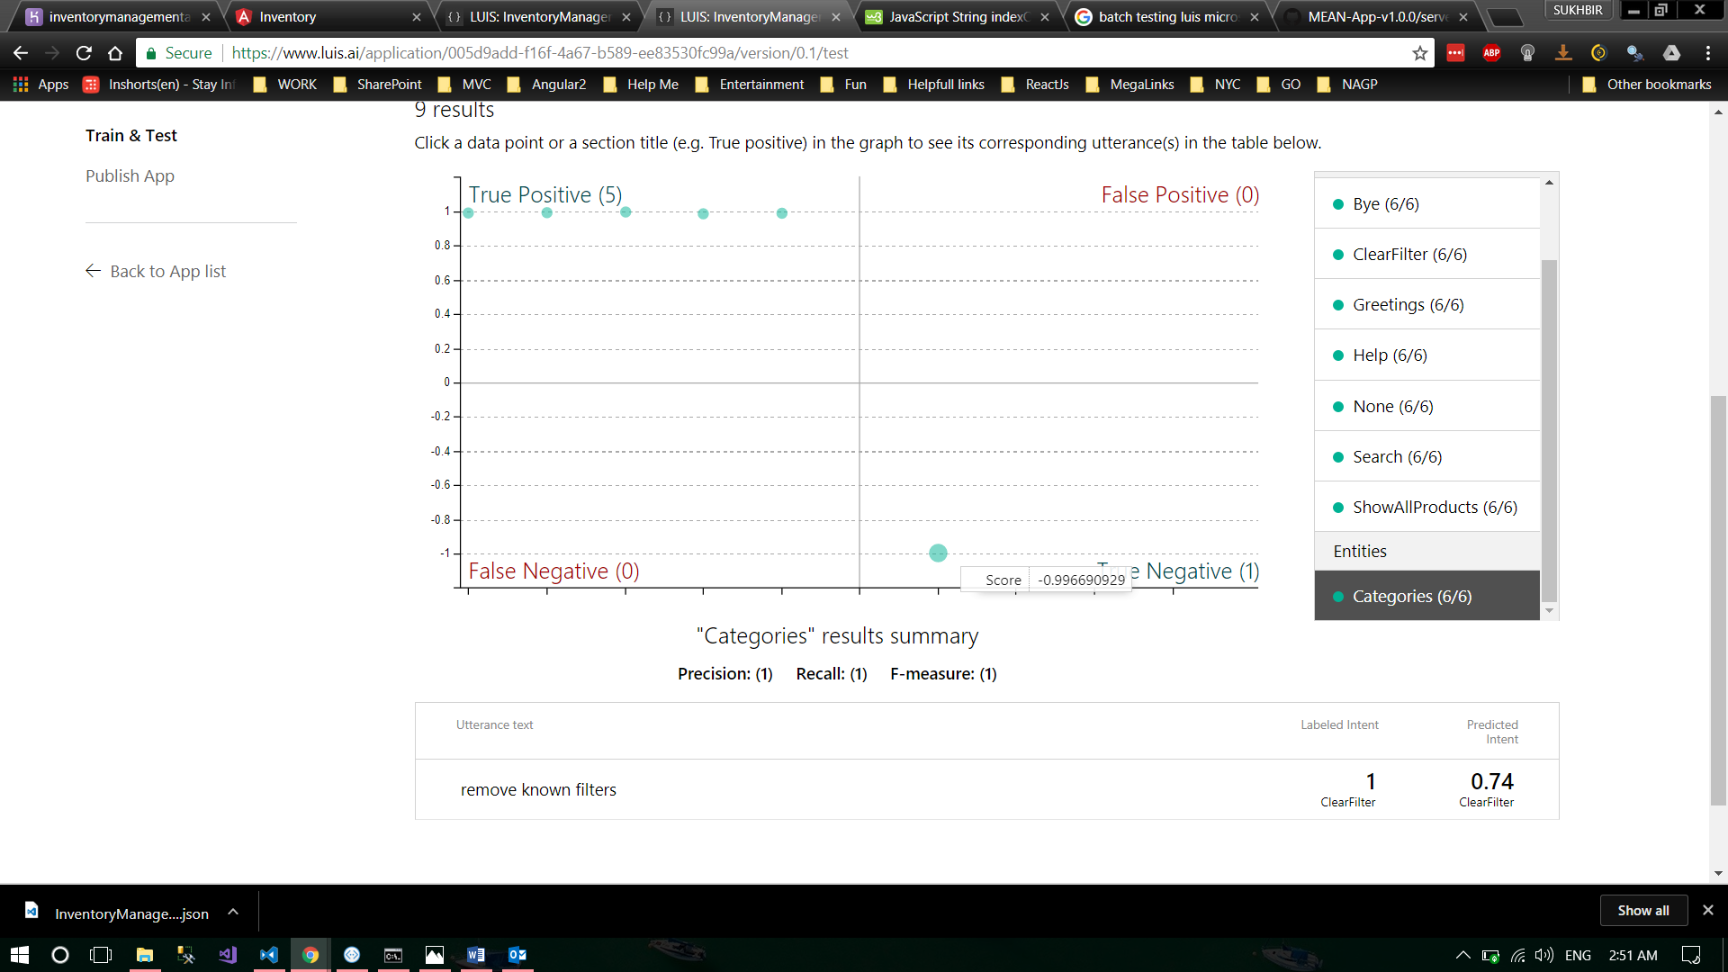 SUKHBIR
inventorymanagementa
Inventory
LUIS: InventoryManager
LUIS: InventoryManager
JavaScript String indexO
batch testing luis micros
MEAN-App-v1.0.0/serve
Secure
https://www.luis.ai/application/005d9add-f16f-4a67-b589-ee83530fc99a/version/0.1/test
ABP
Apps
Inshorts(en) - Stay Inf
WORK
SharePoint
MVC
Angular2
Help Me
Entertainment
Fun
Helpfull links
ReactJs
MegaLinks
NYC
GO
NAGP
Other bookmarks
Train & Test
Publish App
Back to App list
9 results
Click a data point or a section title (e.g. True positive) in the graph to see its corresponding utterance(s) in the table below.
True Positive (5)
False Positive (0)
1
0.8
0.6
0.4
0.2
0
-0.2
-0.4
-0.6
-0.8
-1
False Negative (0)
Score -0.996690929
e Negative (1)
Bye (6/6)
ClearFilter (6/6)
Greetings (6/6)
Help (6/6)
None (6/6)
Search (6/6)
ShowAllProducts (6/6)
Entities
Categories (6/6)
"Categories" results summary
Precision: (1) Recall: (1) F-measure: (1)
Utterance text
Labeled Intent
Predicted
Intent
remove known filters
1
ClearFilter
0.74
ClearFilter
InventoryManage....json
Show all
ENG
2:51 AM